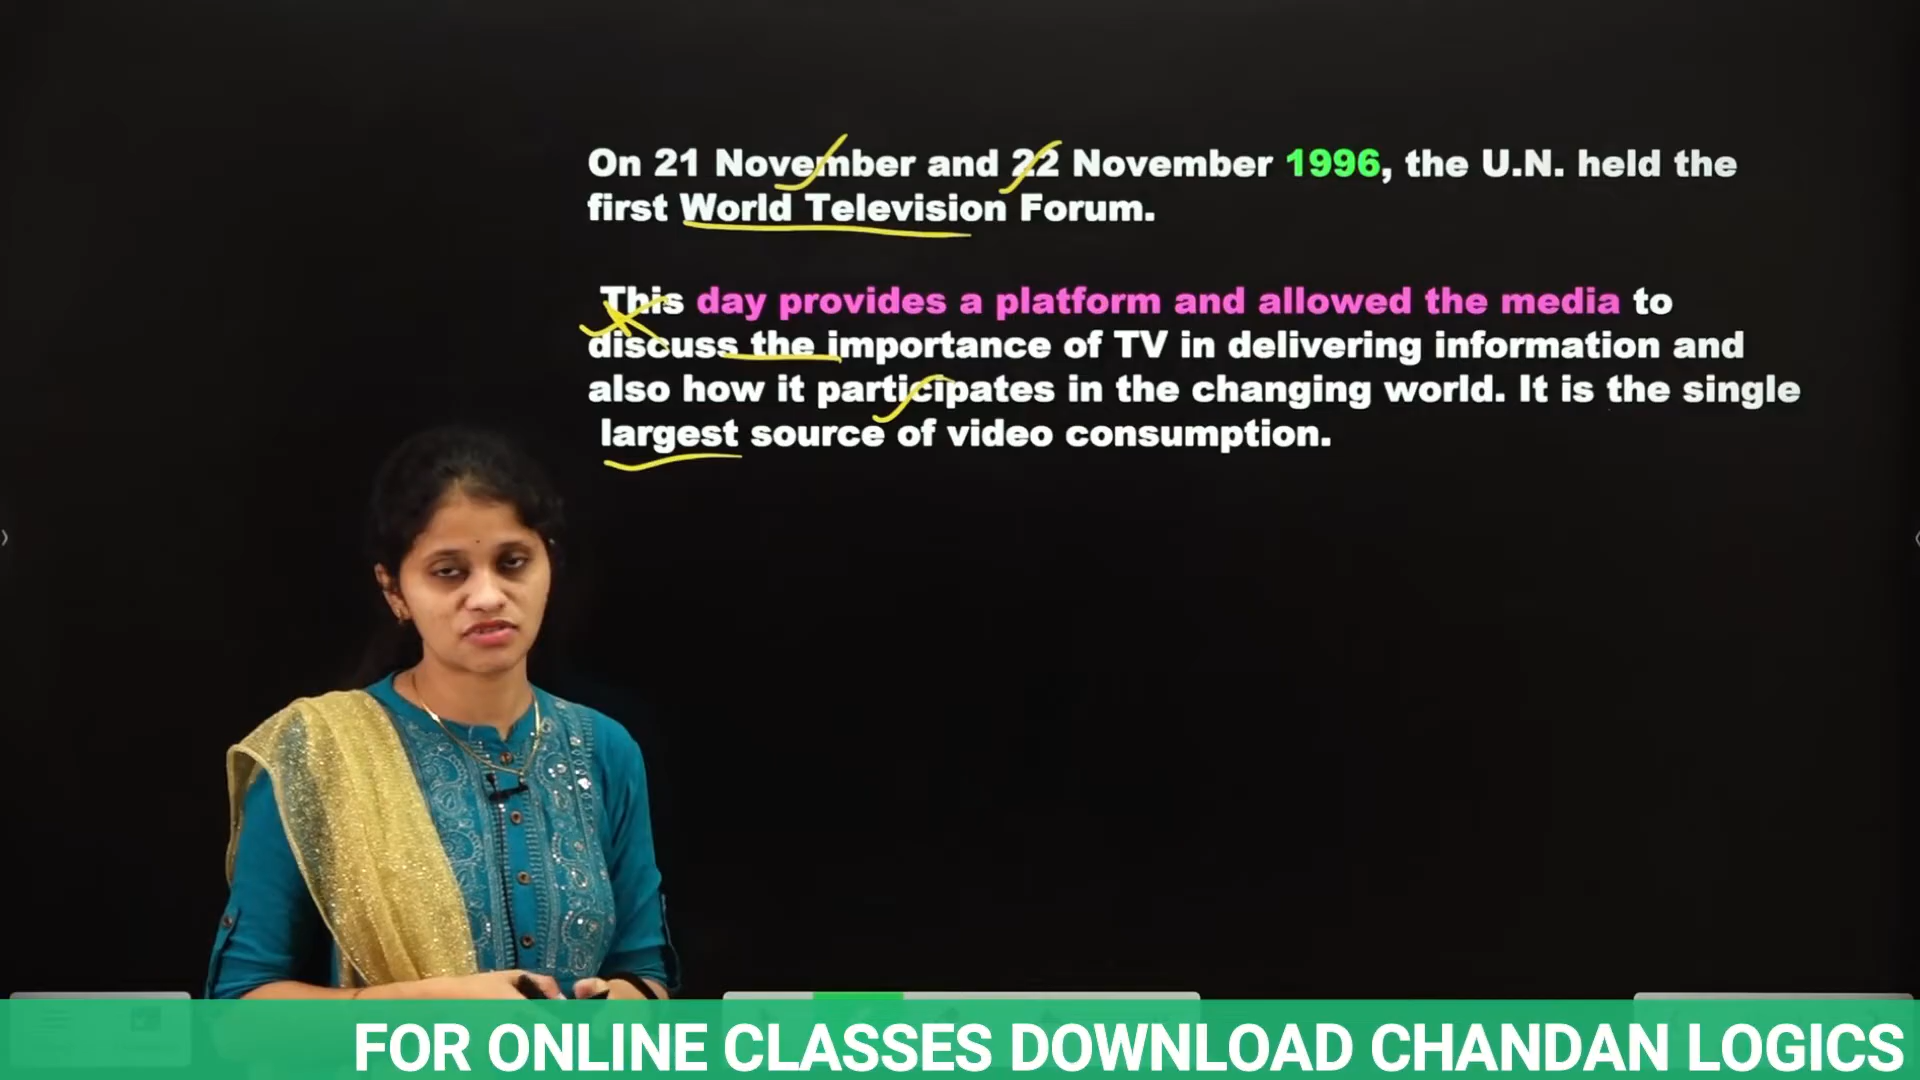 On 21 November and 22 November 1996, the U.N. held the
first World Television Forum.
This day provides a platform and allowed the media to
discuss the importance of TV in delivering information and
also how it participates in the changing world. It is the single
largest source of video consumption.
FOR ONLINE CLASSES DOWNLOAD CHANDAN LOGICS